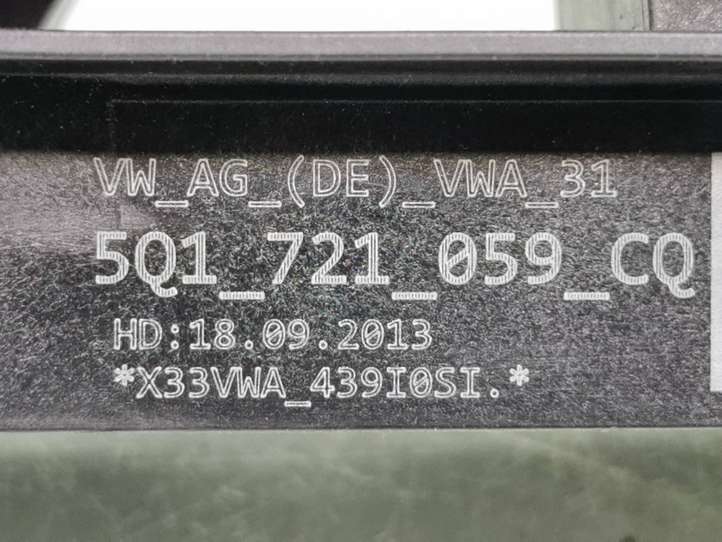 VW_AG_(DE)_VWA_31
5Q1_721_059_CQ
HD:18.09.2013
*X33VWA_439I0SI.*